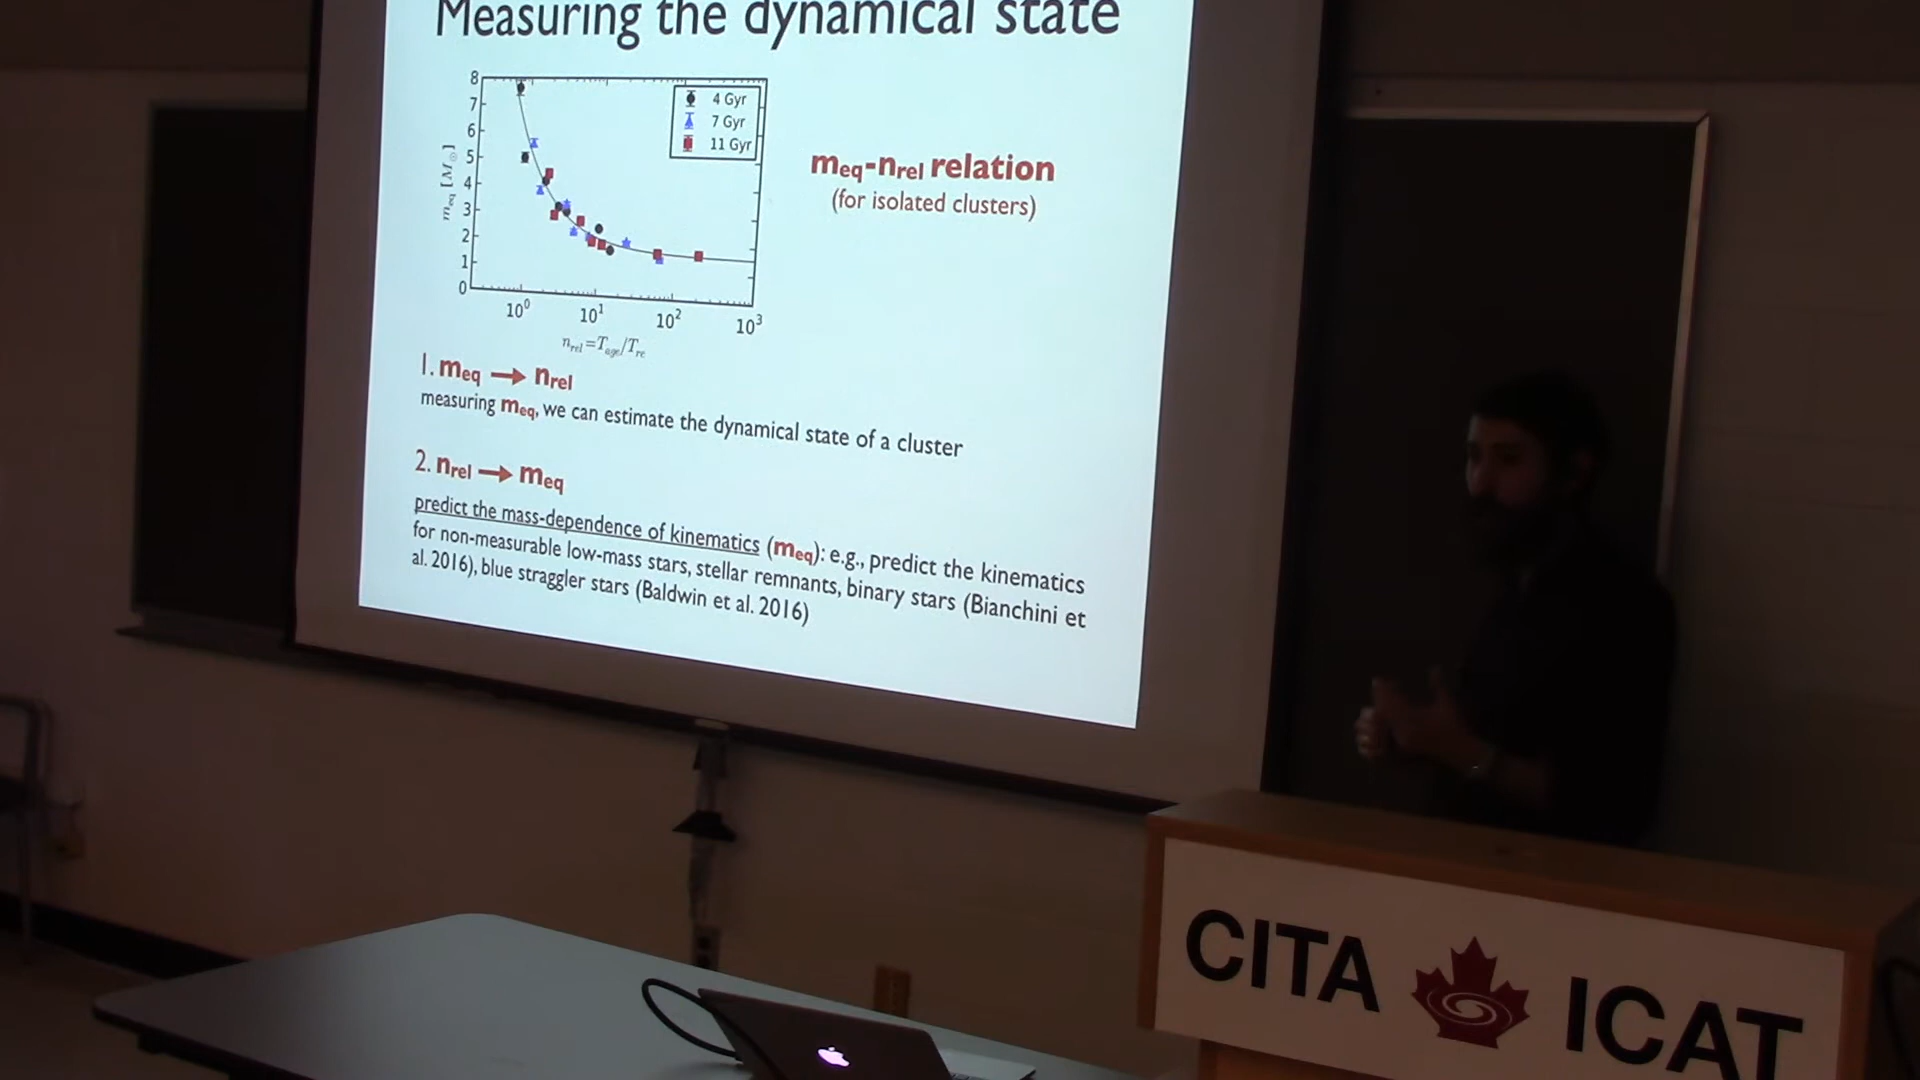 Measuring the dynamical state
8
7
6
5
4
3
2
1
0
m_eq [M_⊙]
4 Gyr
7 Gyr
11 Gyr
10^0
10^1
10^2
10^3
n_rel=T_age/T_re
m_eq-n_rel relation
(for isolated clusters)
1. m_eq → n_rel
measuring m_eq, we can estimate the dynamical state of a cluster
2. n_rel → m_eq
predict the mass-dependence of kinematics (m_eq): e.g., predict the kinematics
for non-measurable low-mass stars, stellar remnants, binary stars (Bianchini et
al. 2016), blue straggler stars (Baldwin et al. 2016)
CITA ICAT